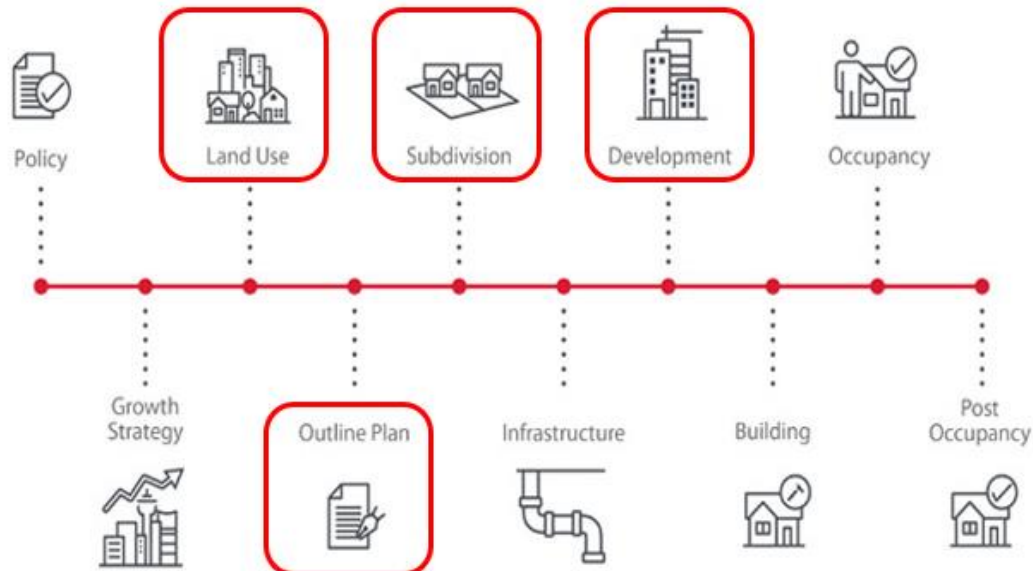 Policy
Land Use
Subdivision
Development
Occupancy
Growth
Strategy
Outline Plan
Infrastructure
Building
Post
Occupancy